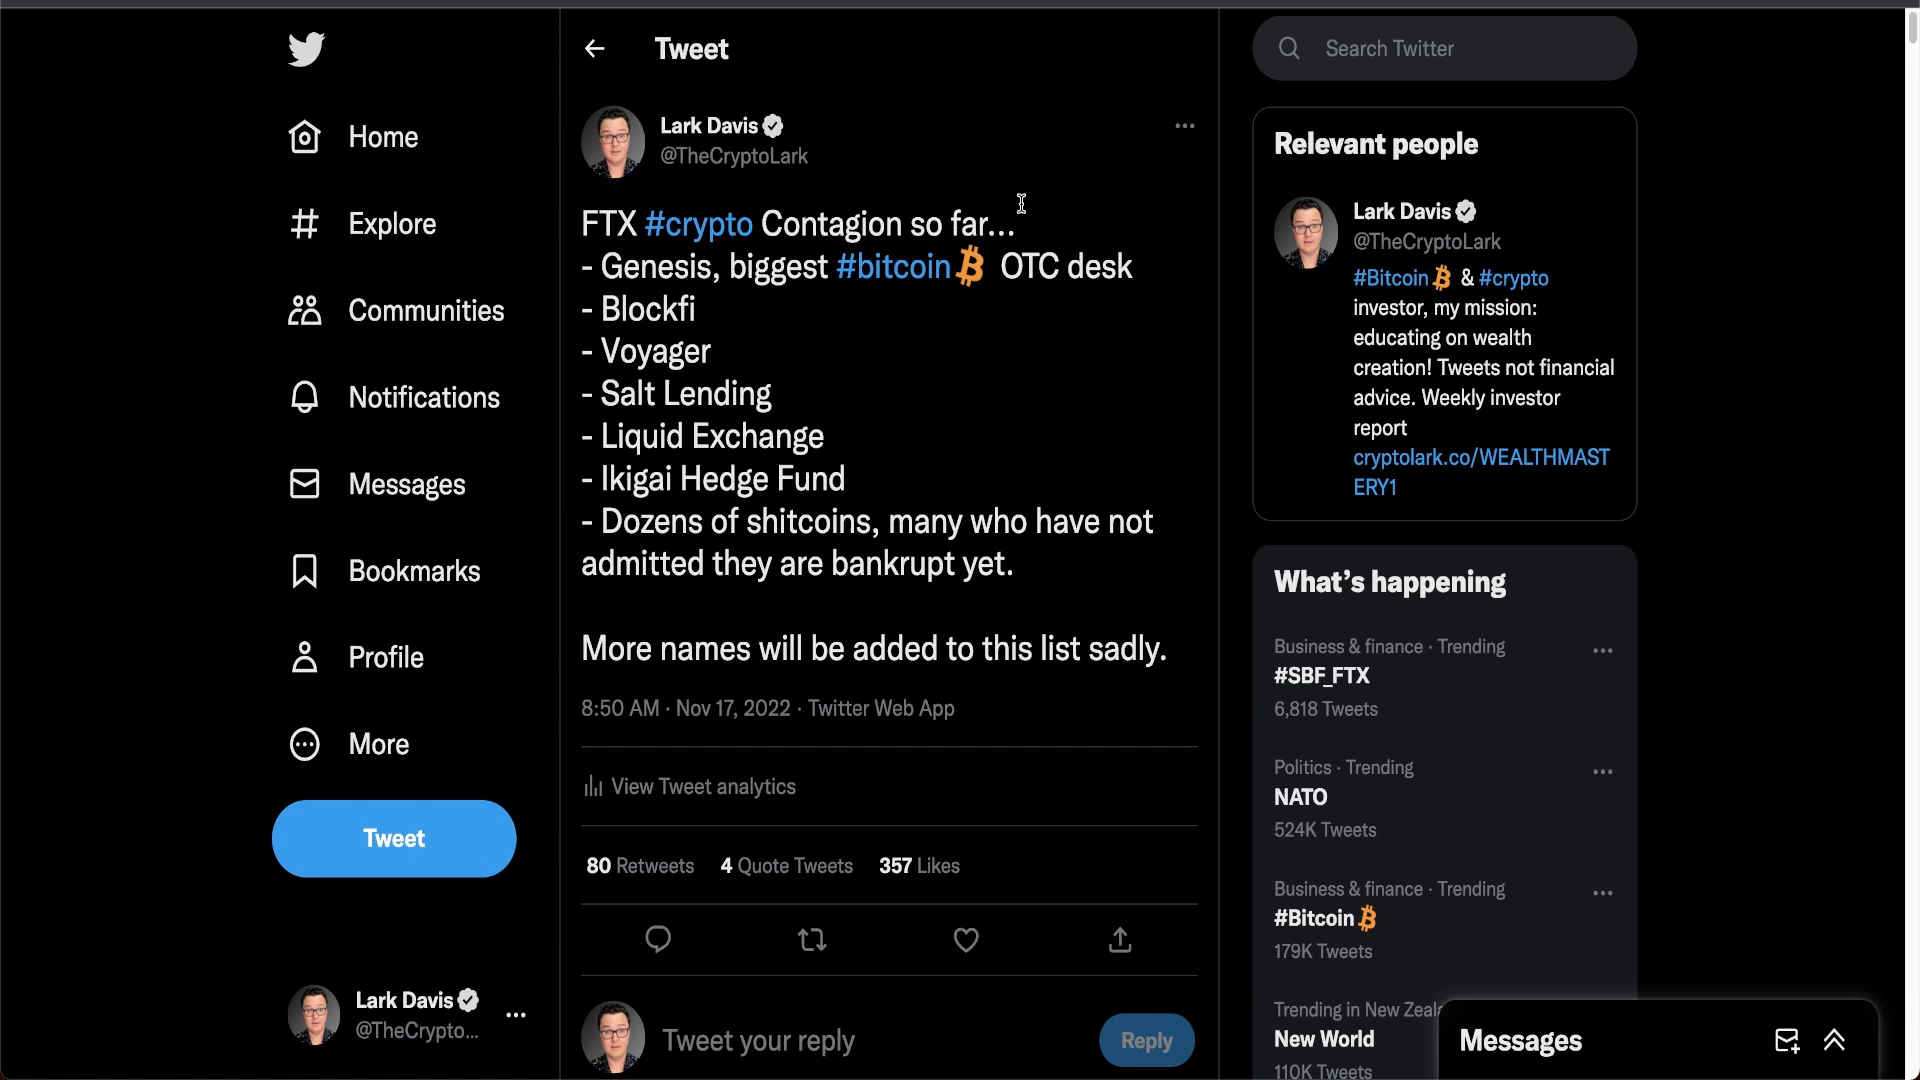 Home
Explore
Communities
Notifications
Messages
Bookmarks
Profile
More
Tweet
Lark Davis
@TheCrypto...
Tweet
Lark Davis
@TheCryptoLark
FTX #crypto Contagion so far...
- Genesis, biggest #bitcoin OTC desk
- Blockfi
- Voyager
- Salt Lending
- Liquid Exchange
- Ikigai Hedge Fund
- Dozens of shitcoins, many who have not
admitted they are bankrupt yet.
More names will be added to this list sadly.
8:50 AM · Nov 17, 2022 · Twitter Web App
View Tweet analytics
80 Retweets 4 Quote Tweets 357 Likes
Tweet your reply
Reply
Search Twitter
Relevant people
Lark Davis
@TheCryptoLark
#Bitcoin & #crypto
investor, my mission:
educating on wealth
creation! Tweets not financial
advice. Weekly investor
report
cryptolark.co/WEALTHMAST
ERY1
What's happening
Business & finance · Trending
#SBF_FTX
6,818 Tweets
Politics · Trending
NATO
524K Tweets
Business & finance · Trending
#Bitcoin
179K Tweets
Trending in New Zeal
New World
110K Tweets
Messages